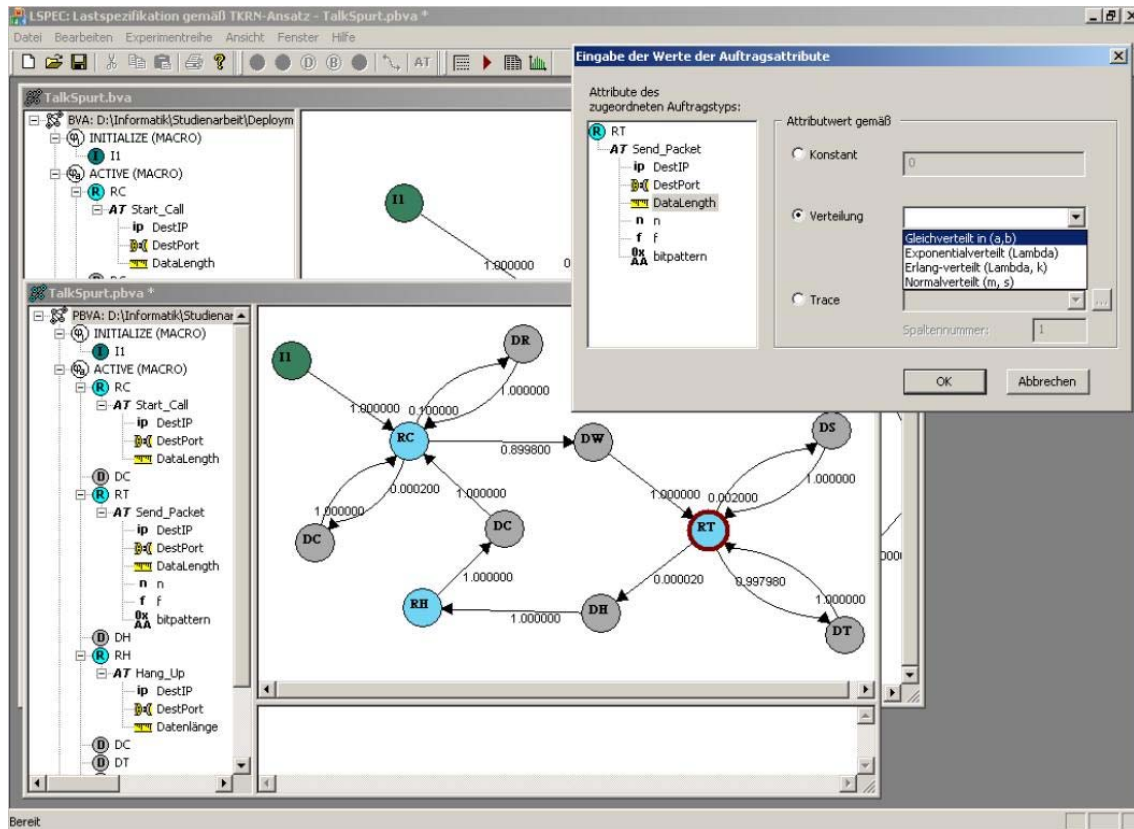 LSPEC: Lastspezifikation gemäß TKRN-Ansatz - TalkSpurt.pbva *
Datei Bearbeiten Experimentreihe Ansicht Fenster Hilfe
D B AT
TalkSpurt.bva
BVA: D:\Informatik\Studienarbeit\Deploym
INITIALIZE (MACRO)
I I1
ACTIVE (MACRO)
R RC
AT Start_Call
ip DestIP
DestPort
DataLength
I1
1.000000
TalkSpurt.pbva *
PBVA: D:\Informatik\Studienar
INITIALIZE (MACRO)
I I1
ACTIVE (MACRO)
R RC
AT Start_Call
ip DestIP
DestPort
DataLength
D DC
R RT
AT Send_Packet
ip DestIP
DestPort
DataLength
n n
f f
0x AA bitpattern
D DH
R RH
AT Hang_Up
ip DestIP
DestPort
Datenlänge
D DC
D DT
I1
DR
1.000000
1.000000
0.100000
RC
0.899800
DW
DS
1.000000
0.000200
1.000000
1.000000
0.002000
1.000000
DC
DC
RT
1.000000
0.000020
0.997980
1.000000
RH
1.000000
DH
DT
Eingabe der Werte der Auftragsattribute
Attribute des
zugeordneten Auftragstyps:
R RT
AT Send_Packet
ip DestIP
DestPort
DataLength
n n
f f
0x AA bitpattern
Attributwert gemäß
Konstant
0
Verteilung
Gleichverteilt in (a,b)
Exponentialverteilt (Lambda)
Erlang-verteilt (Lambda, k)
Normalverteilt (m, s)
Trace
...
Spaltennummer:
1
OK
Abbrechen
Bereit